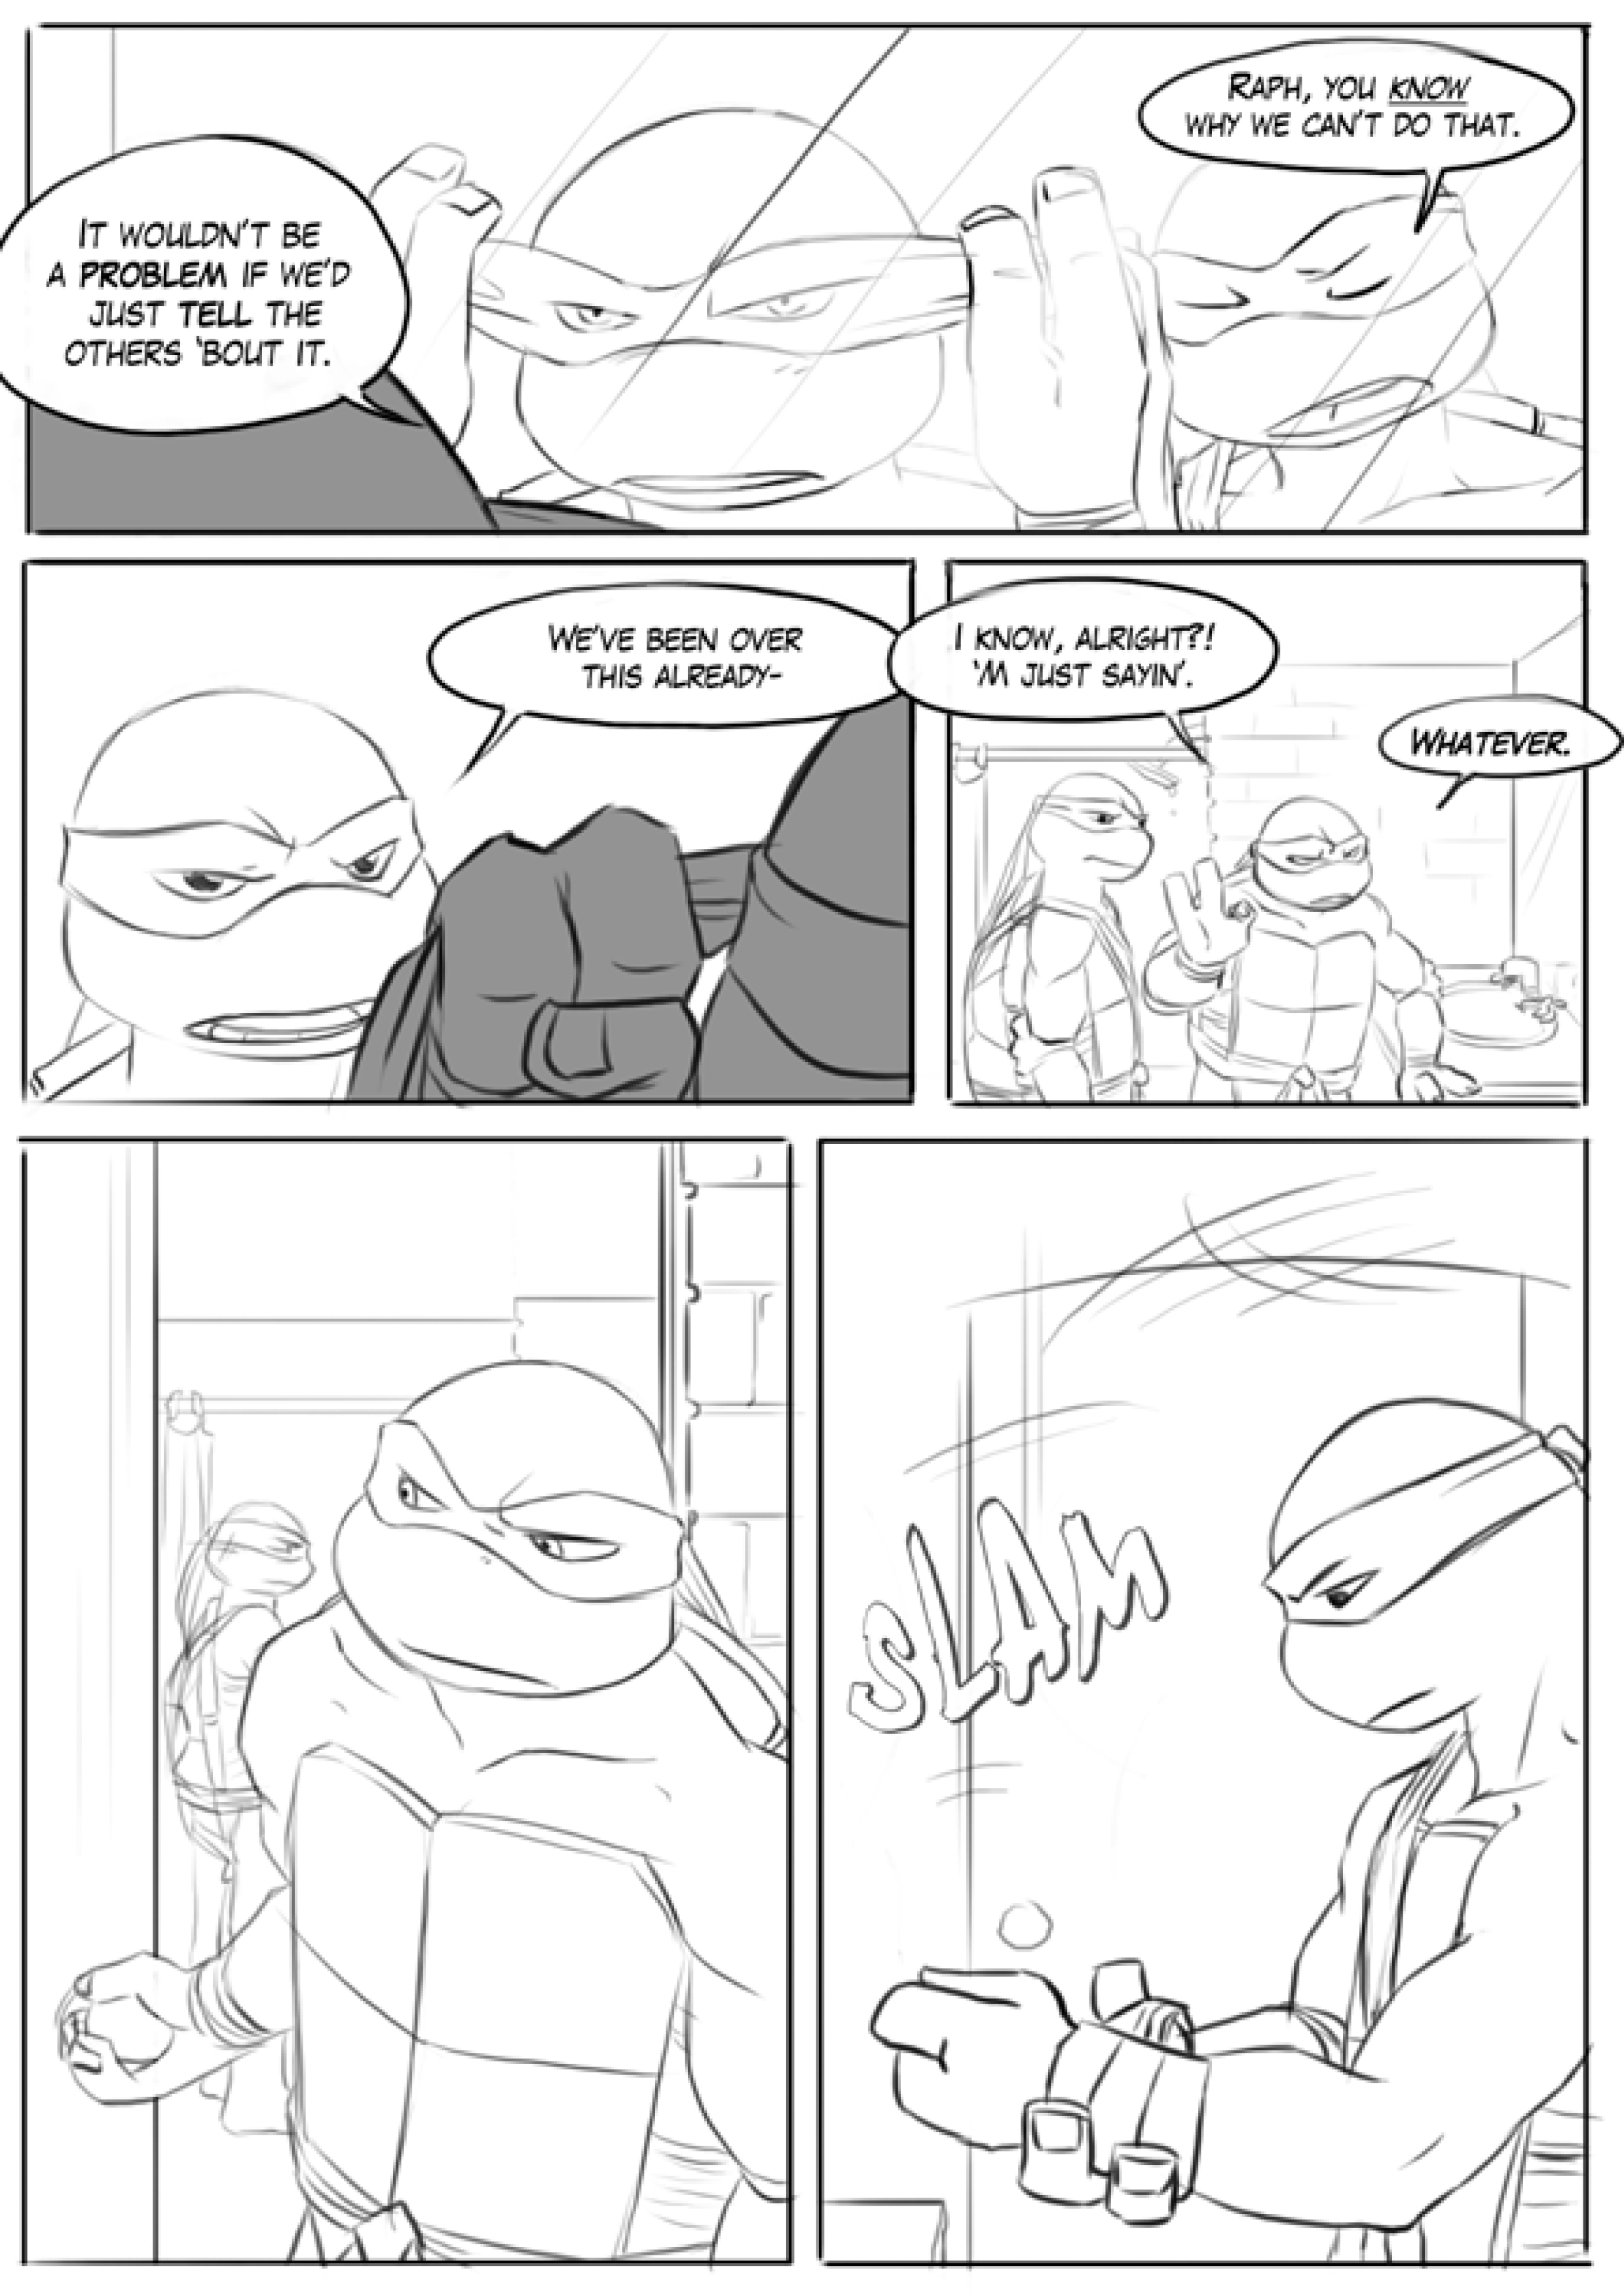 RAPH, YOU KNOW
WHY WE CAN'T DO THAT.
IT WOULDN'T BE
A PROBLEM IF WE'D
JUST TELL THE
OTHERS 'BOUT IT.
WE'VE BEEN OVER
THIS ALREADY-
I KNOW, ALRIGHT?!
'M JUST SAYIN'.
WHATEVER.
SLAM